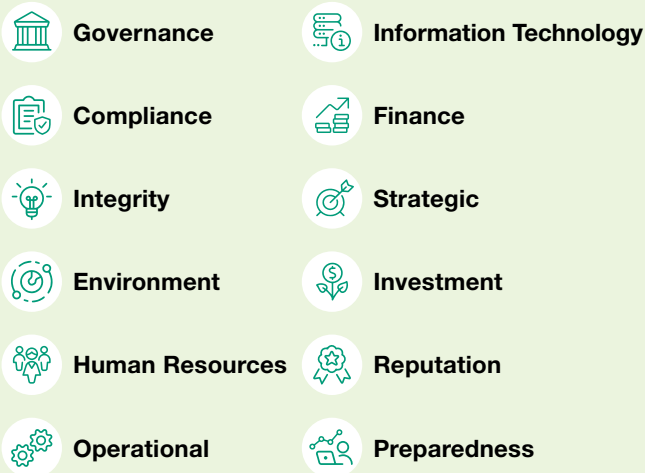 Governance
Information Technology
Compliance
Finance
Integrity
Strategic
Environment
Investment
Human Resources
Reputation
Operational
Preparedness